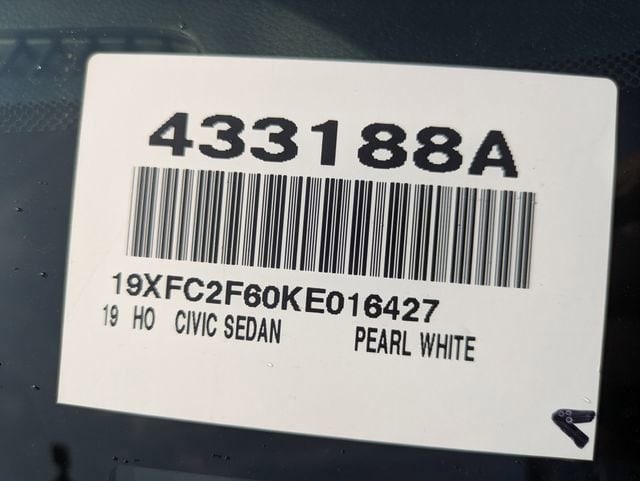 433188A
19XFC2F60KE016427
19 HO CIVIC SEDAN PEARL WHITE